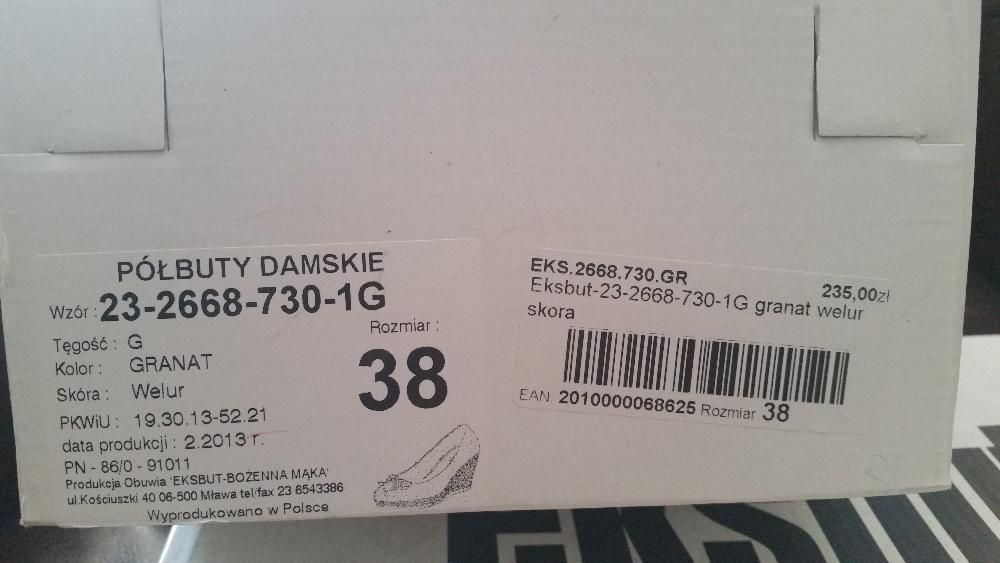 PÓŁBUTY DAMSKIE
Wzór : 23-2668-730-1G
Rozmiar :
Tęgość : G
Kolor : GRANAT
38
Skóra : Welur
PKWiU : 19.30.13-52.21
data produkcji : 2.2013 r.
PN - 86/0 - 91011
Produkcja Obuwia 'EKSBUT-BOŻENNA MĄKA'
ul.Kościuszki 40 06-500 Mława tel/fax 23 6543386
Wyprodukowano w Polsce
EKS.2668.730.GR
235,00zł
Eksbut-23-2668-730-1G granat welur
skora
EAN 2010000068625 Rozmiar 38